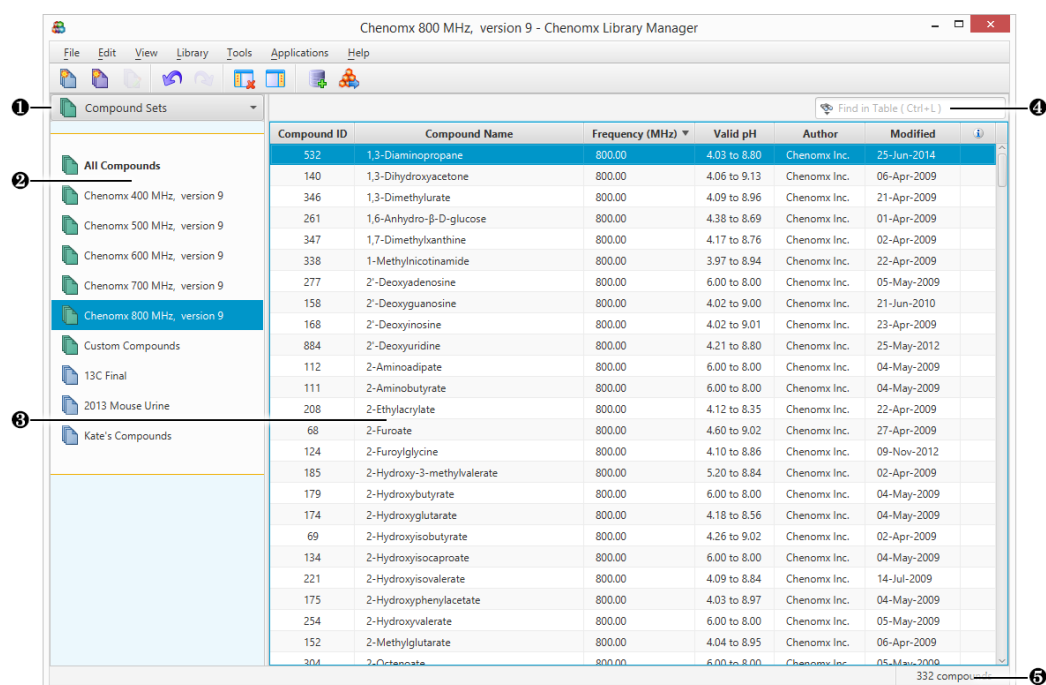 Chenomx 800 MHz, version 9 - Chenomx Library Manager
File Edit View Library Tools Applications Help
❶ Compound Sets
Find in Table ( Ctrl+L ) ❹
Compound ID Compound Name Frequency (MHz) ▼ Valid pH Author Modified
❷
All Compounds
Chenomx 400 MHz, version 9
Chenomx 500 MHz, version 9
Chenomx 600 MHz, version 9
Chenomx 700 MHz, version 9
Chenomx 800 MHz, version 9
Custom Compounds
13C Final
2013 Mouse Urine
Kate's Compounds
❸
532 1,3-Diaminopropane 800.00 4.03 to 8.80 Chenomx Inc. 25-Jun-2014
140 1,3-Dihydroxyacetone 800.00 4.06 to 9.13 Chenomx Inc. 06-Apr-2009
346 1,3-Dimethylurate 800.00 4.09 to 8.96 Chenomx Inc. 21-Apr-2009
261 1,6-Anhydro-β-D-glucose 800.00 4.38 to 8.69 Chenomx Inc. 01-Apr-2009
347 1,7-Dimethylxanthine 800.00 4.17 to 8.76 Chenomx Inc. 02-Apr-2009
338 1-Methylnicotinamide 800.00 3.97 to 8.94 Chenomx Inc. 22-Apr-2009
277 2'-Deoxyadenosine 800.00 6.00 to 8.00 Chenomx Inc. 05-May-2009
158 2'-Deoxyguanosine 800.00 4.02 to 9.00 Chenomx Inc. 21-Jun-2010
168 2'-Deoxyinosine 800.00 4.02 to 9.01 Chenomx Inc. 23-Apr-2009
884 2'-Deoxyuridine 800.00 4.21 to 8.80 Chenomx Inc. 25-May-2012
112 2-Aminoadipate 800.00 6.00 to 8.00 Chenomx Inc. 04-May-2009
111 2-Aminobutyrate 800.00 6.00 to 8.00 Chenomx Inc. 04-May-2009
208 2-Ethylacrylate 800.00 4.12 to 8.35 Chenomx Inc. 22-Apr-2009
68 2-Furoate 800.00 4.60 to 9.02 Chenomx Inc. 27-Apr-2009
124 2-Furoylglycine 800.00 4.10 to 8.86 Chenomx Inc. 09-Nov-2012
185 2-Hydroxy-3-methylvalerate 800.00 5.20 to 8.84 Chenomx Inc. 02-Apr-2009
179 2-Hydroxybutyrate 800.00 6.00 to 8.00 Chenomx Inc. 04-May-2009
174 2-Hydroxyglutarate 800.00 4.18 to 8.56 Chenomx Inc. 04-May-2009
69 2-Hydroxyisobutyrate 800.00 4.26 to 9.02 Chenomx Inc. 02-Apr-2009
134 2-Hydroxyisocaproate 800.00 6.00 to 8.00 Chenomx Inc. 04-May-2009
221 2-Hydroxyisovalerate 800.00 4.09 to 8.84 Chenomx Inc. 14-Jul-2009
175 2-Hydroxyphenylacetate 800.00 4.03 to 8.97 Chenomx Inc. 04-May-2009
254 2-Hydroxyvalerate 800.00 6.00 to 8.00 Chenomx Inc. 05-May-2009
152 2-Methylglutarate 800.00 4.04 to 8.95 Chenomx Inc. 06-Apr-2009
304 2-Octenoate 800.00 6.00 to 8.00 Chenomx Inc. 05-May-2009
332 compounds ❺